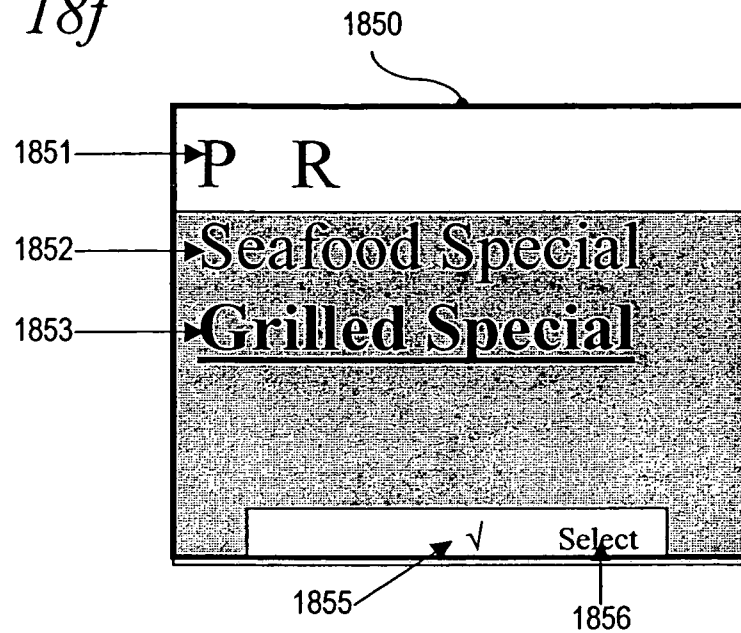 18f
1850
1851
P R
1852
Seafood Special
1853
Grilled Special
√ Select
1855
1856